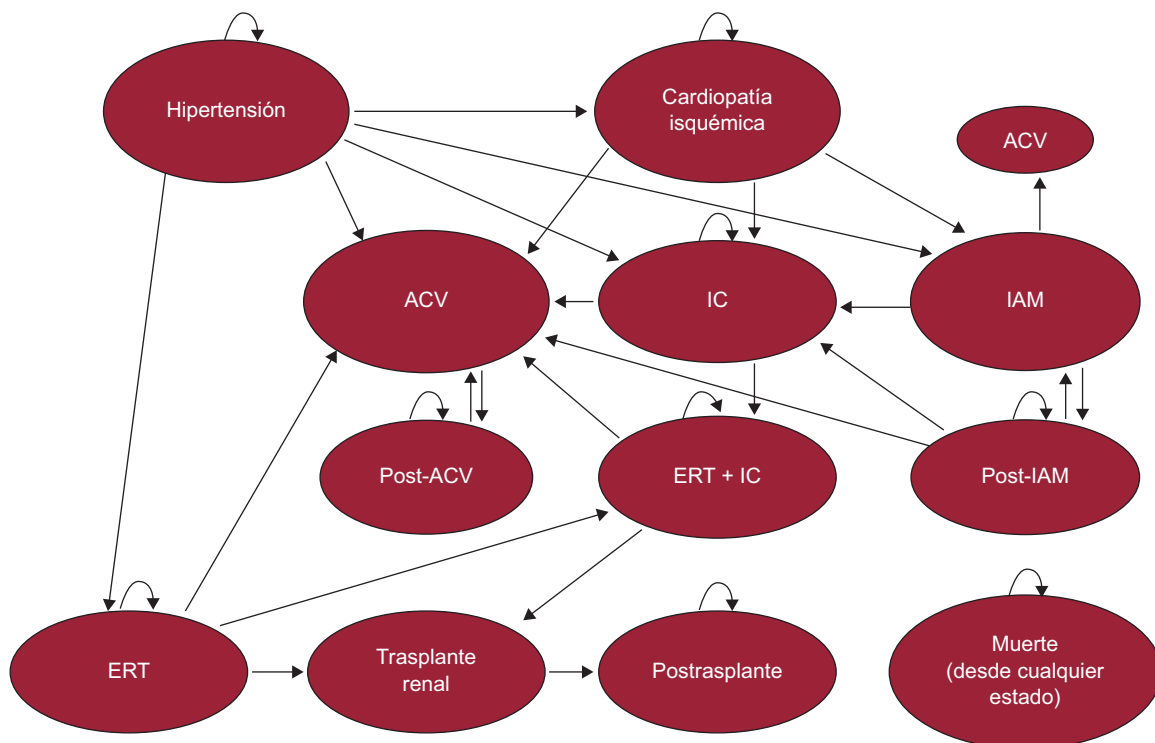 Hipertensión
Cardiopatía
isquémica
ACV
ACV
IC
IAM
Post-ACV
ERT + IC
Post-IAM
ERT
Trasplante
renal
Postrasplante
Muerte
(desde cualquier
estado)